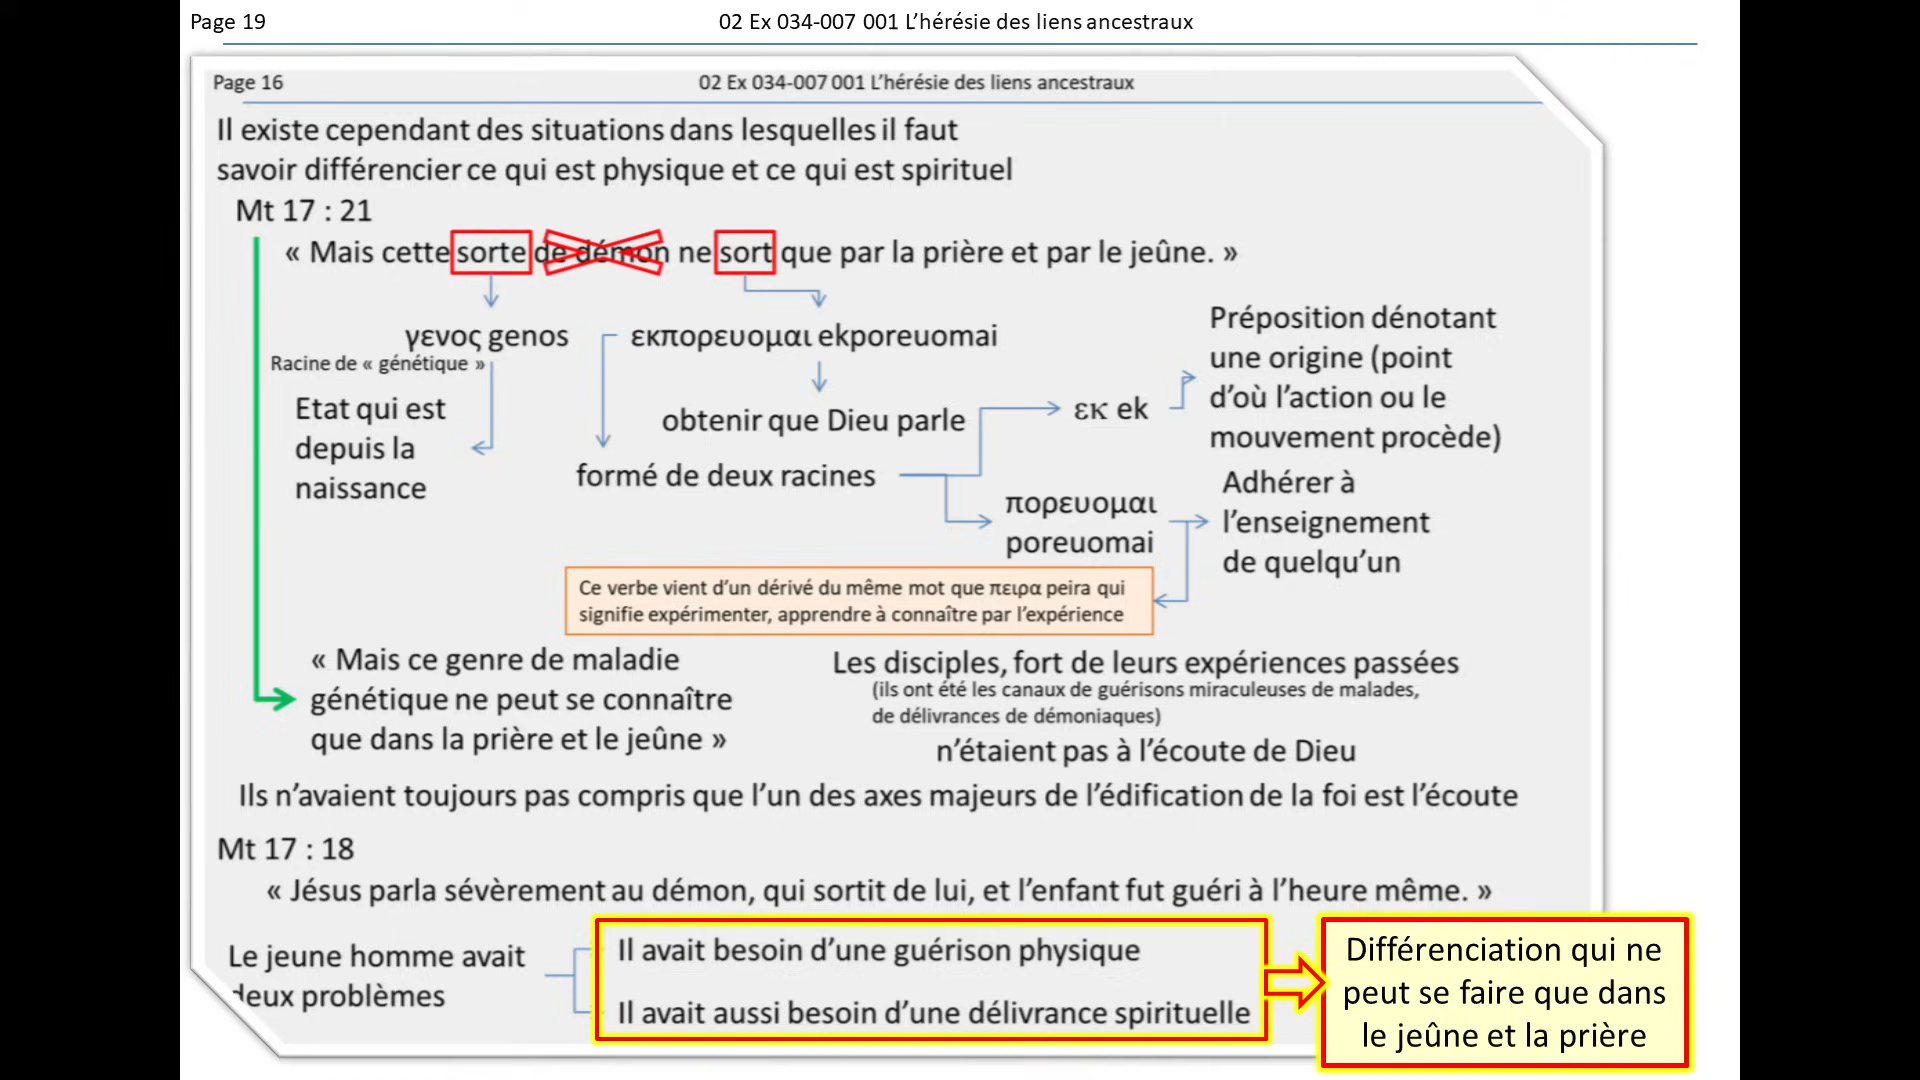 Page 19
02 Ex 034-007 001 L'hérésie des liens ancestraux
Page 16
02 Ex 034-007 001 L'hérésie des liens ancestraux
Il existe cependant des situations dans lesquelles il faut
savoir différencier ce qui est physique et ce qui est spirituel
Mt 17 : 21
« Mais cette sorte de démon ne sort que par la prière et par le jeûne. »
γενος genos
Racine de « génétique »
Etat qui est
depuis la
naissance
εκπορευομαι ekporeuomai
obtenir que Dieu parle
formé de deux racines
εκ ek
Préposition dénotant
une origine (point
d'où l'action ou le
mouvement procède)
πορευομαι
poreuomai
Adhérer à
l'enseignement
de quelqu'un
Ce verbe vient d'un dérivé du même mot que πειρα peira qui
signifie expérimenter, apprendre à connaître par l'expérience
« Mais ce genre de maladie
génétique ne peut se connaître
que dans la prière et le jeûne »
Les disciples, fort de leurs expériences passées
(ils ont été les canaux de guérisons miraculeuses de malades,
de délivrances de démoniaques)
n'étaient pas à l'écoute de Dieu
Ils n'avaient toujours pas compris que l'un des axes majeurs de l'édification de la foi est l'écoute
Mt 17 : 18
« Jésus parla sévèrement au démon, qui sortit de lui, et l'enfant fut guéri à l'heure même. »
Le jeune homme avait
deux problèmes
Il avait besoin d'une guérison physique
Il avait aussi besoin d'une délivrance spirituelle
Différenciation qui ne
peut se faire que dans
le jeûne et la prière